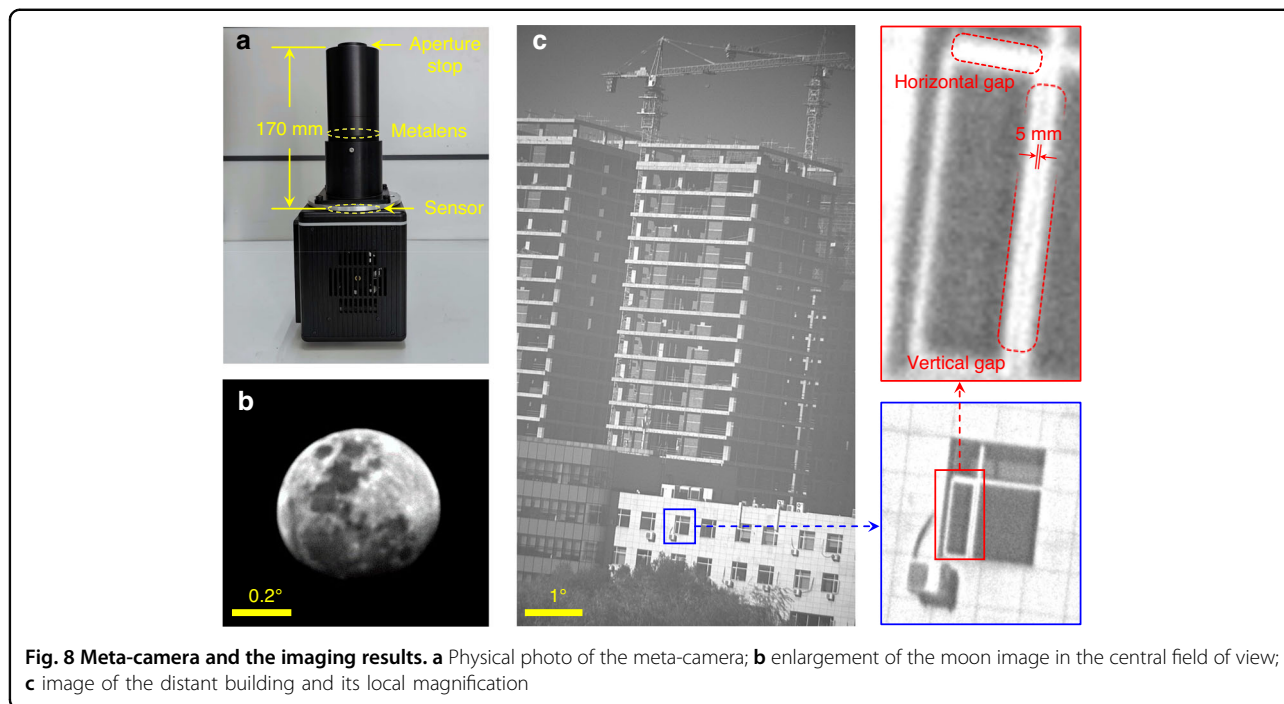 a
Aperture
stop
170 mm
Metalens
Sensor
b
0.2°
c
1°
Horizontal gap
5 mm
Vertical gap
Fig. 8 Meta-camera and the imaging results. a Physical photo of the meta-camera; b enlargement of the moon image in the central field of view;
c image of the distant building and its local magnification